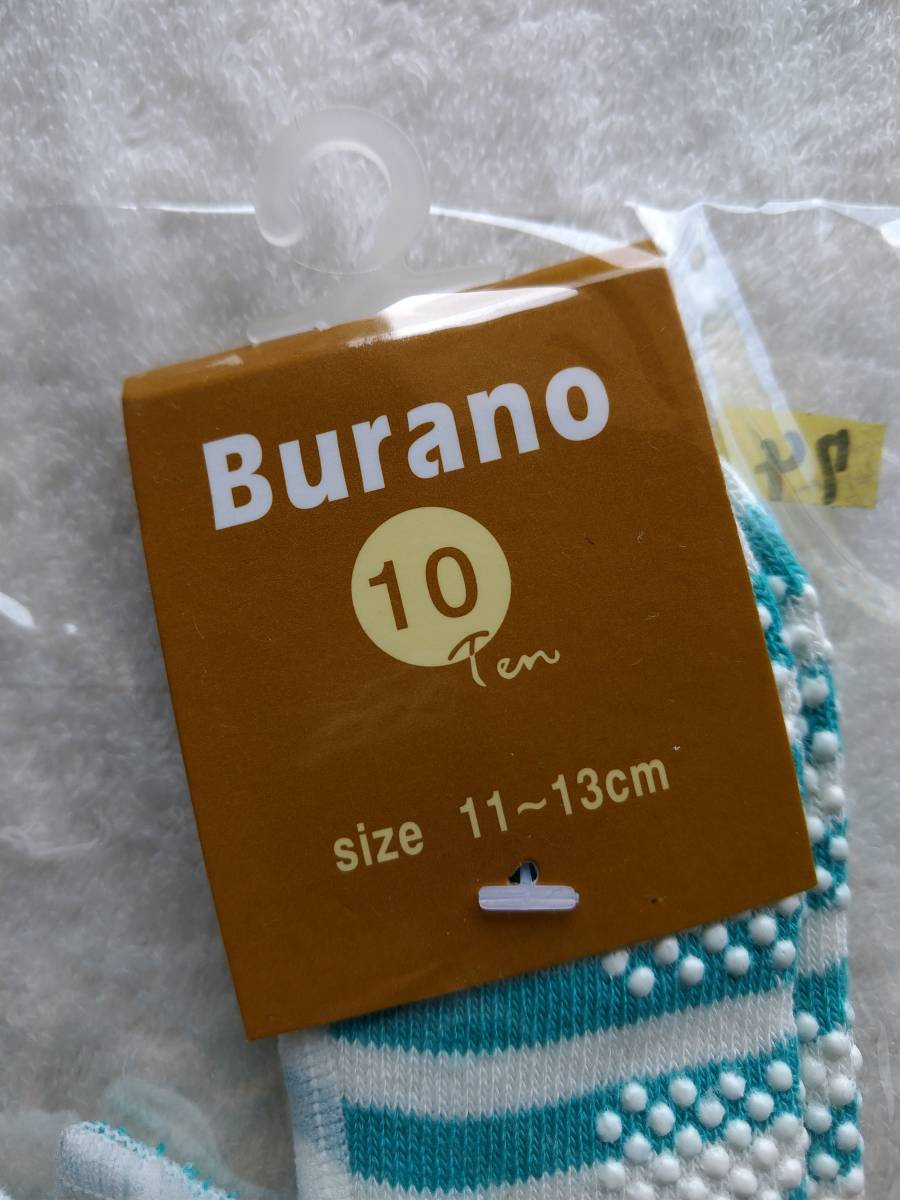 Burano
10
Ten
size 11~13cm